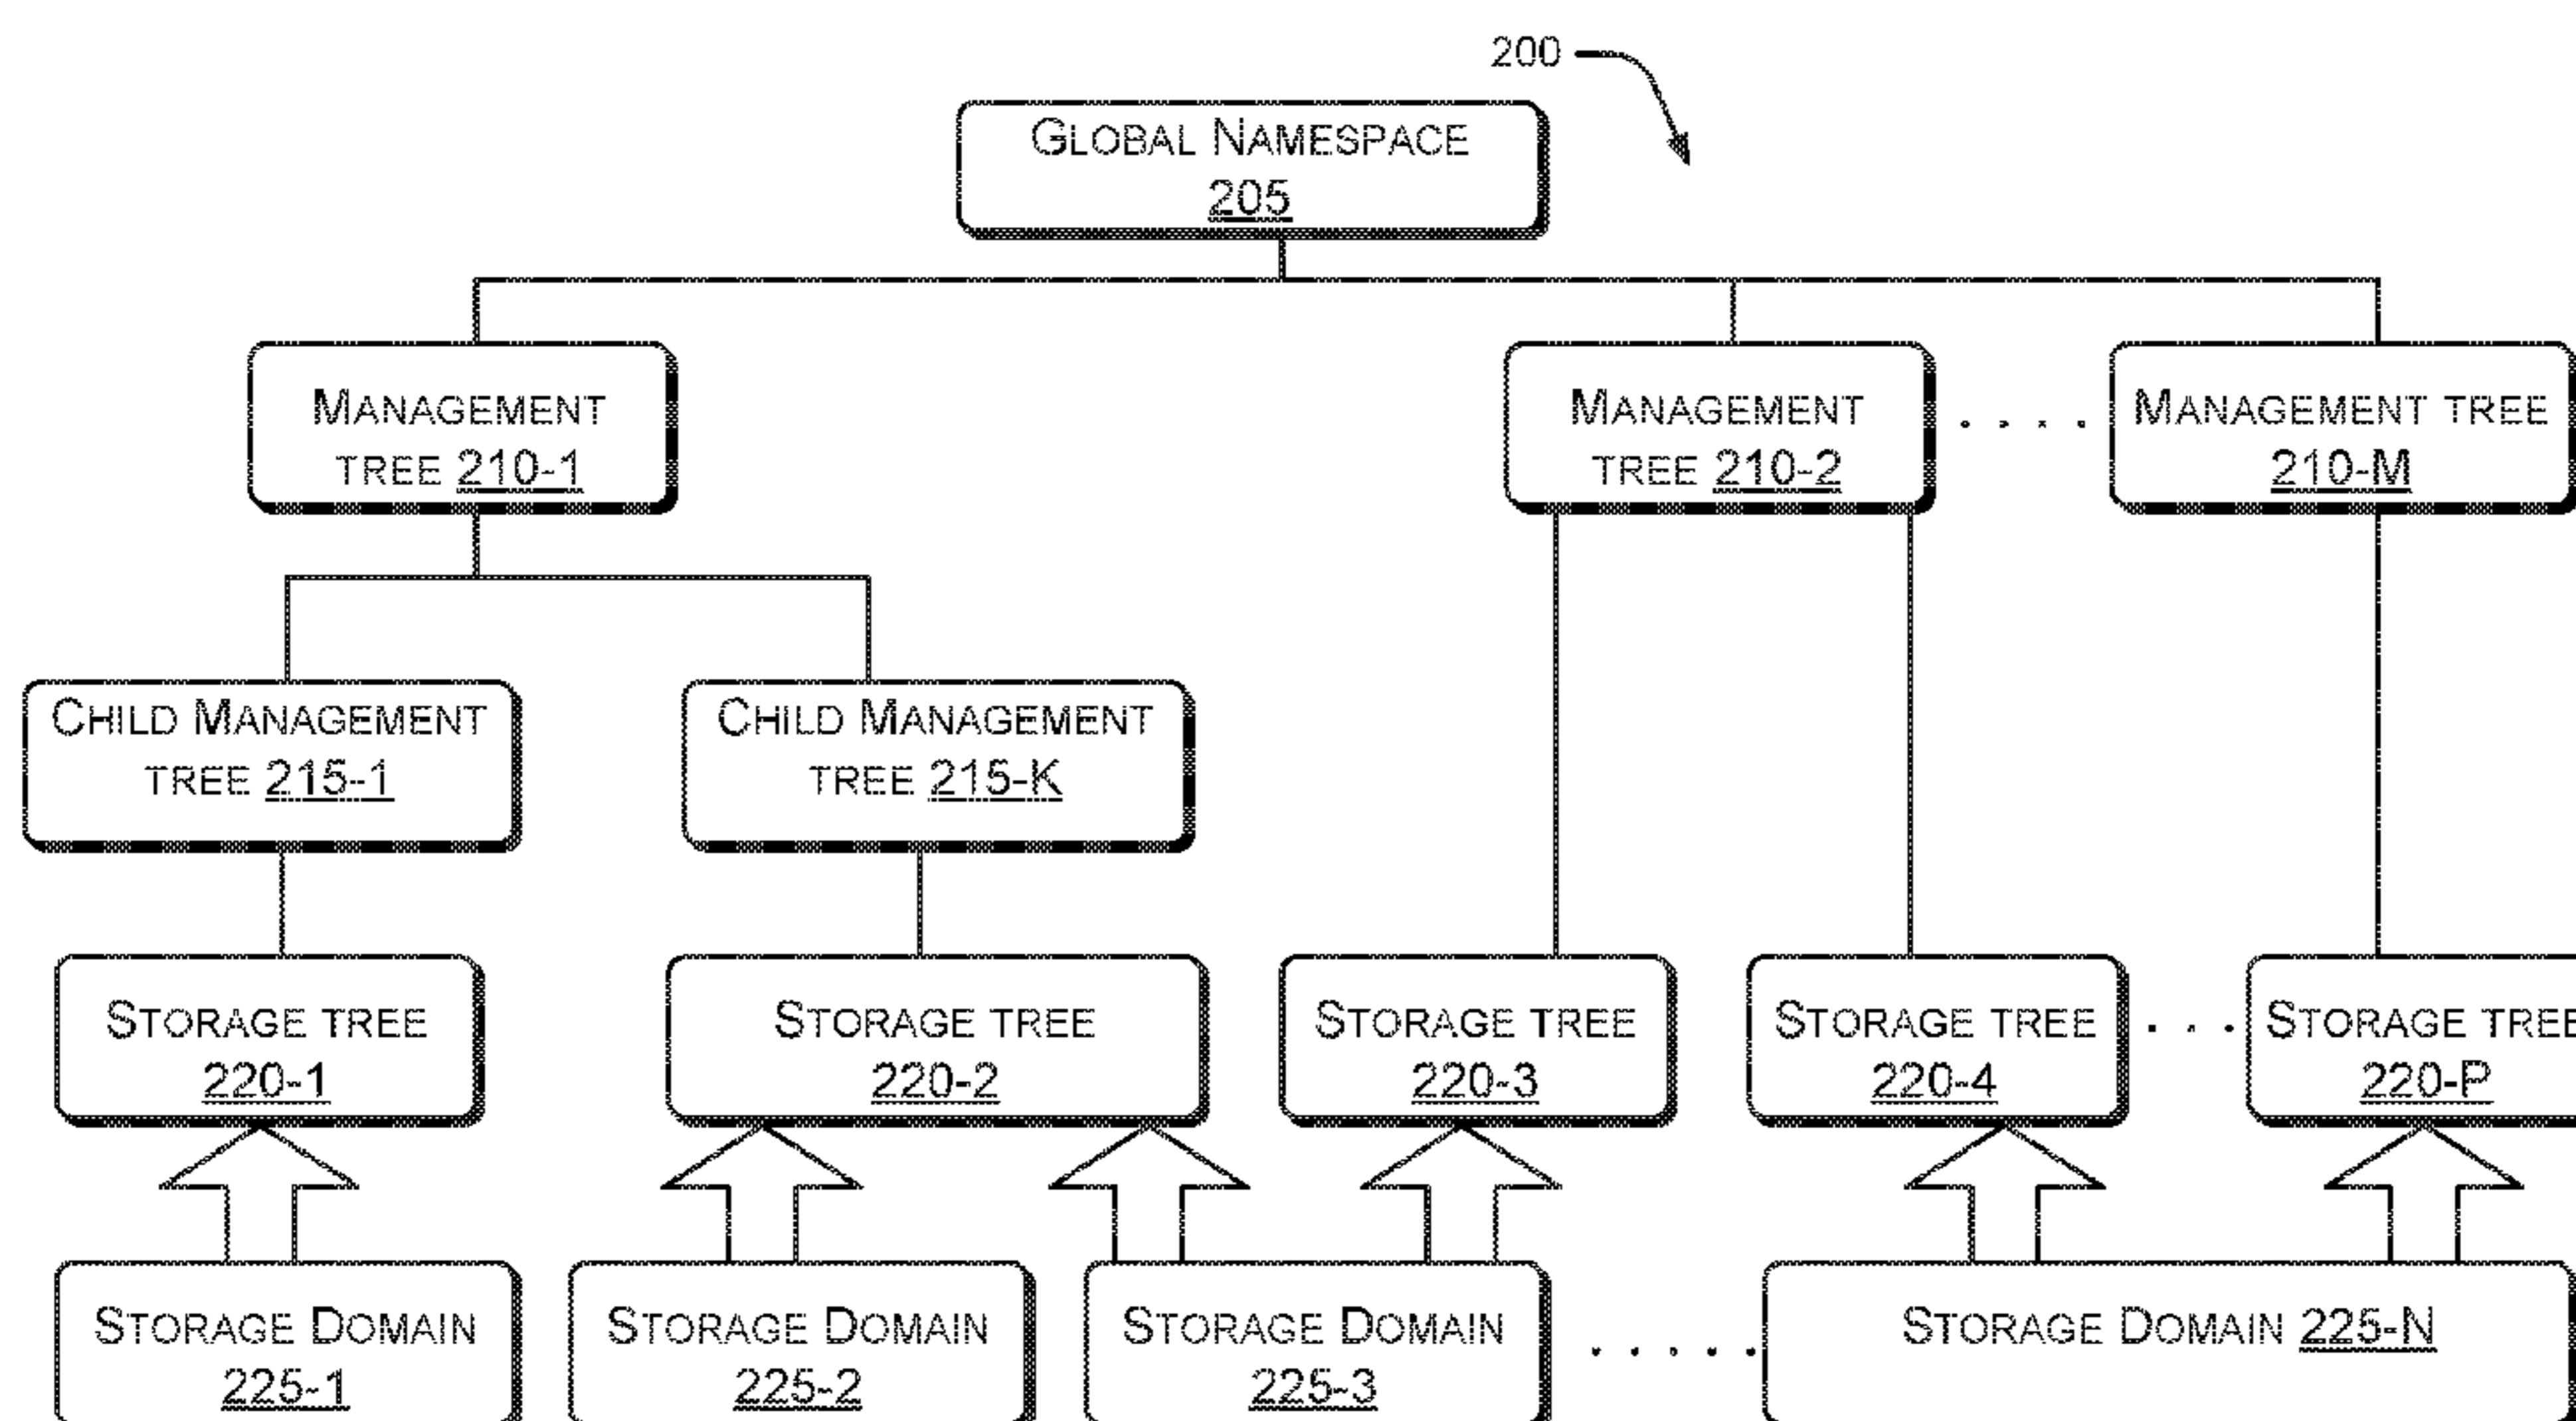 200
GLOBAL NAMESPACE
205
MANAGEMENT
TREE 210-1
MANAGEMENT
TREE 210-2
. . . .
MANAGEMENT TREE
210-M
CHILD MANAGEMENT
TREE 215-1
CHILD MANAGEMENT
TREE 215-K
STORAGE TREE
220-1
STORAGE TREE
220-2
STORAGE TREE
220-3
STORAGE TREE
220-4
. . .
STORAGE TREE
220-P
STORAGE DOMAIN
225-1
STORAGE DOMAIN
225-2
STORAGE DOMAIN
225-3
. . . . .
STORAGE DOMAIN 225-N